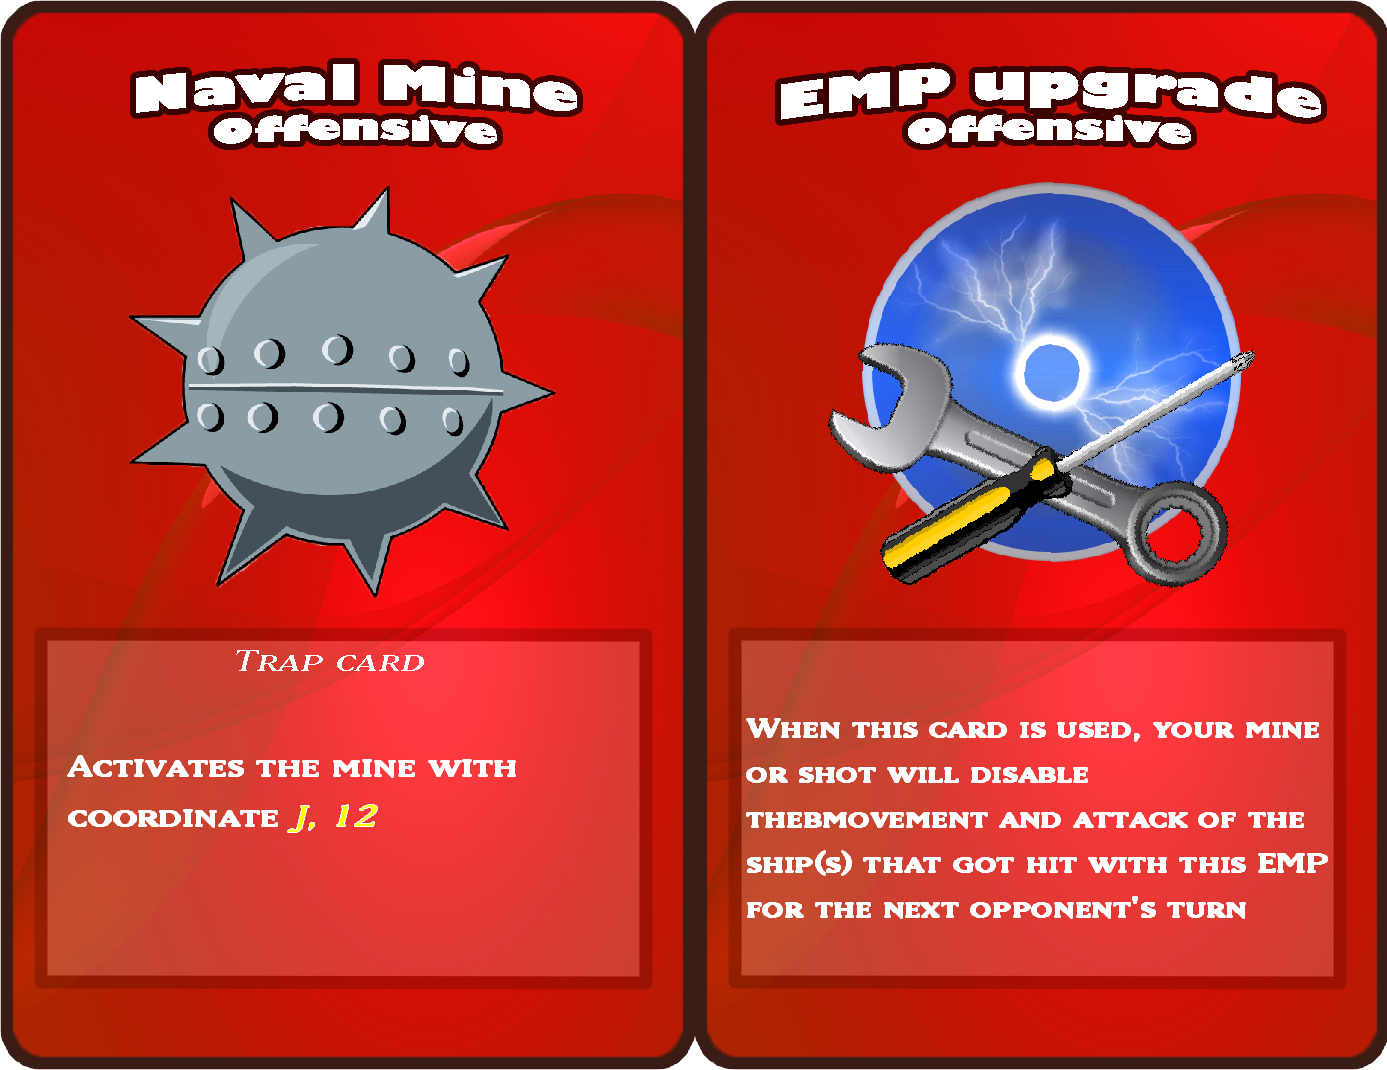 Naval Mine
Offensive
Trap card
Activates the mine with
coordinate J, 12
EMP upgrade
Offensive
When this card is used, your mine
or shot will disable
thebmovement and attack of the
ship(s) that got hit with this EMP
for the next opponent's turn